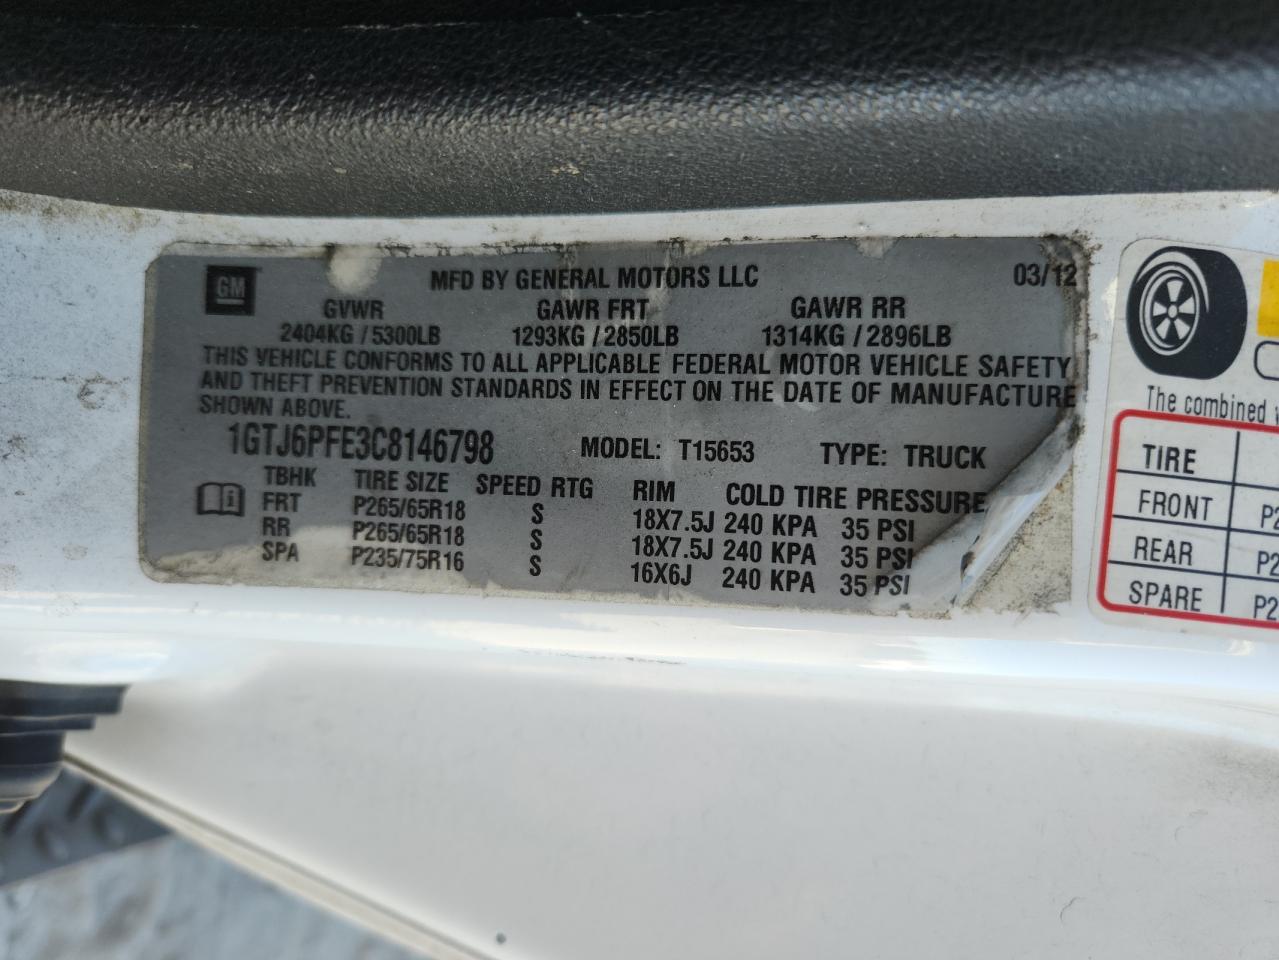 GM
MFD BY GENERAL MOTORS LLC 03/12
GVWR GAWR FRT GAWR RR
2404KG / 5300LB 1293KG / 2850LB 1314KG / 2896LB
THIS VEHICLE CONFORMS TO ALL APPLICABLE FEDERAL MOTOR VEHICLE SAFETY
AND THEFT PREVENTION STANDARDS IN EFFECT ON THE DATE OF MANUFACTURE
SHOWN ABOVE.
1GTJ6PFE3C8146798 MODEL: T15653 TYPE: TRUCK
TBHK TIRE SIZE SPEED RTG RIM COLD TIRE PRESSURE
FRT P265/65R18 S 18X7.5J 240 KPA 35 PSI
RR P265/65R18 S 18X7.5J 240 KPA 35 PSI
SPA P235/75R16 S 16X6J 240 KPA 35 PSI
The combined
TIRE
FRONT P2
REAR P2
SPARE P2